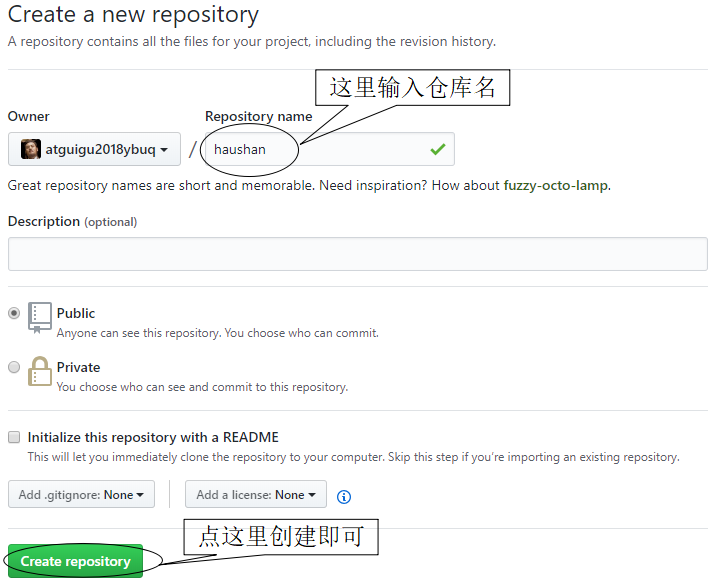 Create a new repository
A repository contains all the files for your project, including the revision history.
这里输入仓库名
Owner
Repository name
atguigu2018ybuq
/
haushan
Great repository names are short and memorable. Need inspiration? How about fuzzy-octo-lamp.
Description (optional)
Public
Anyone can see this repository. You choose who can commit.
Private
You choose who can see and commit to this repository.
Initialize this repository with a README
This will let you immediately clone the repository to your computer. Skip this step if you're importing an existing repository.
Add .gitignore: None
Add a license: None
点这里创建即可
Create repository